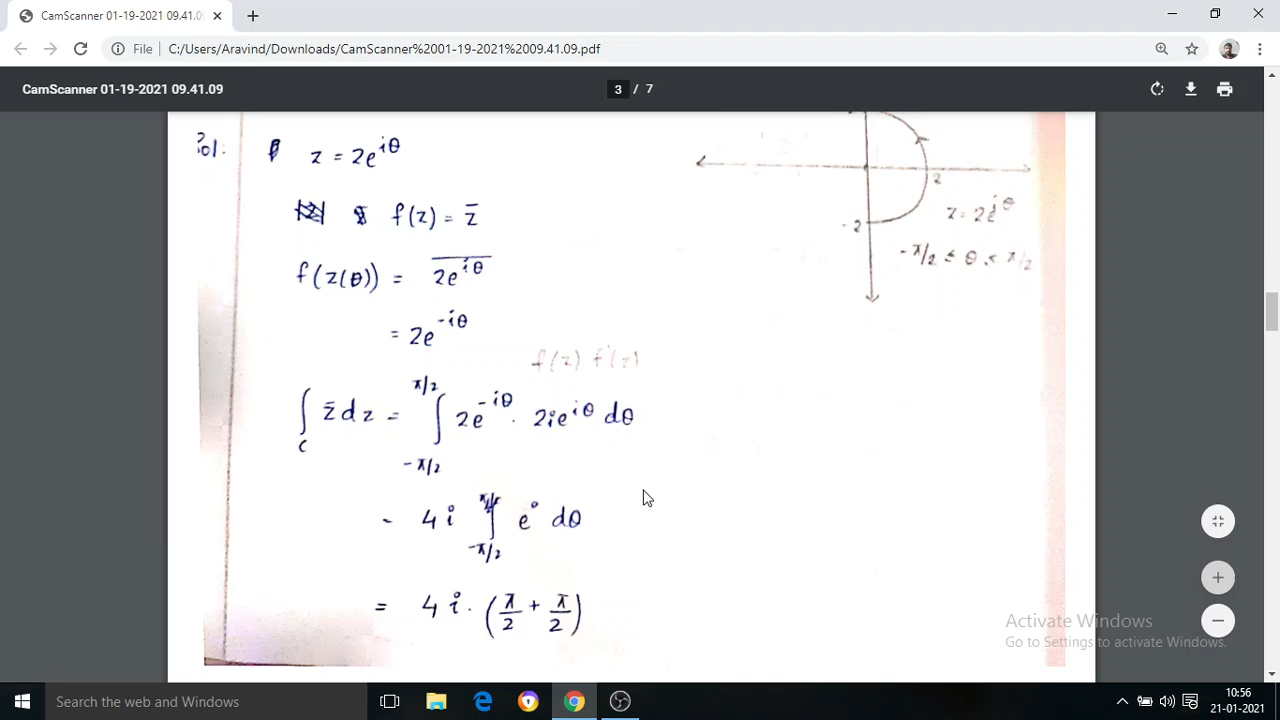 CamScanner 01-19-2021 09.41.0
File C:/Users/Aravind/Downloads/CamScanner%2001-19-2021%2009.41.09.pdf
CamScanner 01-19-2021 09.41.09
3 / 7
Sol: z = 2e^{iθ}
f(z) = z̄
f(z(θ)) = \overline{2e^{iθ}}
= 2e^{-iθ}
f(z) f'(z)
∫_C z̄ dz = ∫_{-π/2}^{π/2} 2e^{-iθ} . 2ie^{iθ} dθ
= 4i ∫_{-π/2}^{π/2} e^0 dθ
= 4i . (π/2 + π/2)
2
-2
z = 2e^{iθ}
-π/2 ≤ θ ≤ π/2
Activate Windows
Go to Settings to activate Windows.
Search the web and Windows
10:56
21-01-2021